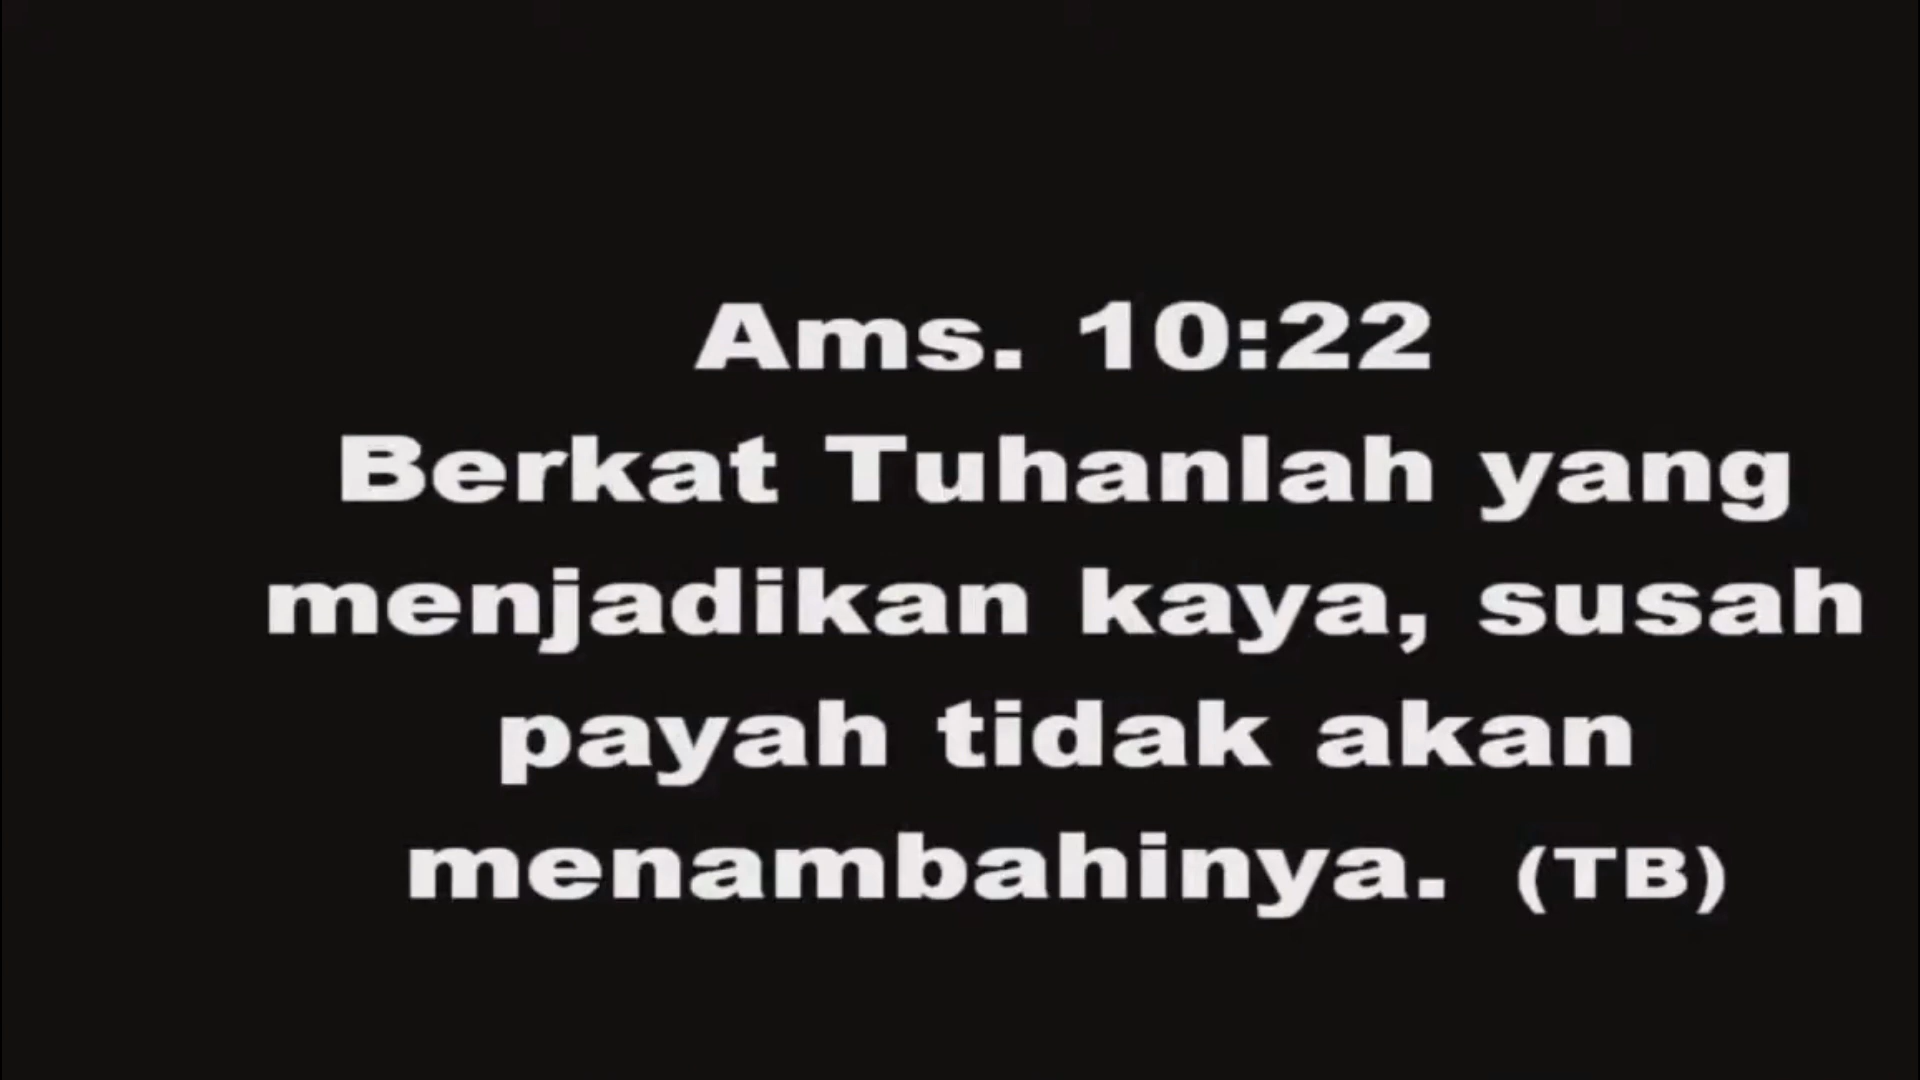 Ams. 10:22
Berkat Tuhanlah yang
menjadikan kaya, susah
payah tidak akan
menambahinya. (TB)